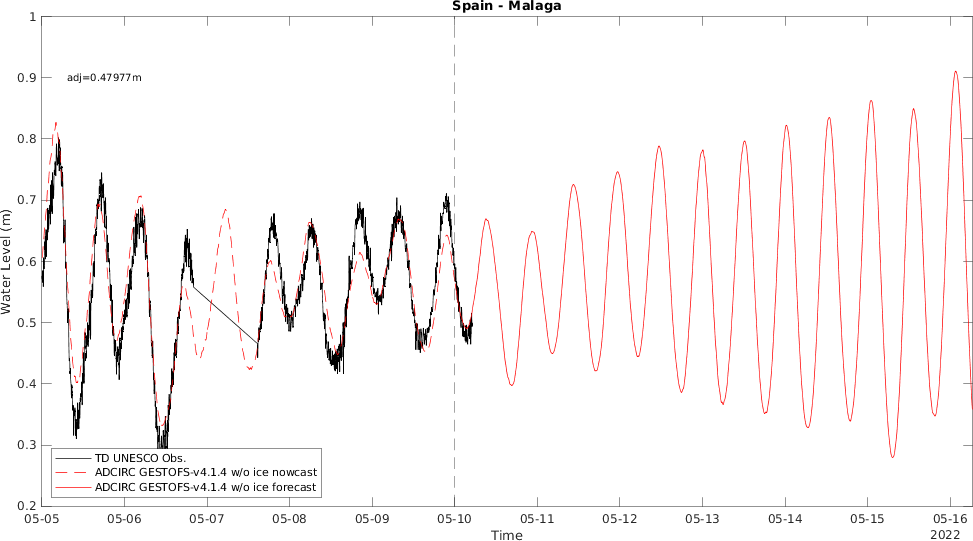 Spain - Malaga
1
0.9
0.8
0.7
0.6
0.5
0.4
0.3
0.2
Water Level (m)
adj=0.47977m
TD UNESCO Obs.
ADCIRC GESTOFS-v4.1.4 w/o ice nowcast
ADCIRC GESTOFS-v4.1.4 w/o ice forecast
05-05 05-06 05-07 05-08 05-09 05-10 05-11 05-12 05-13 05-14 05-15 05-16
2022
Time